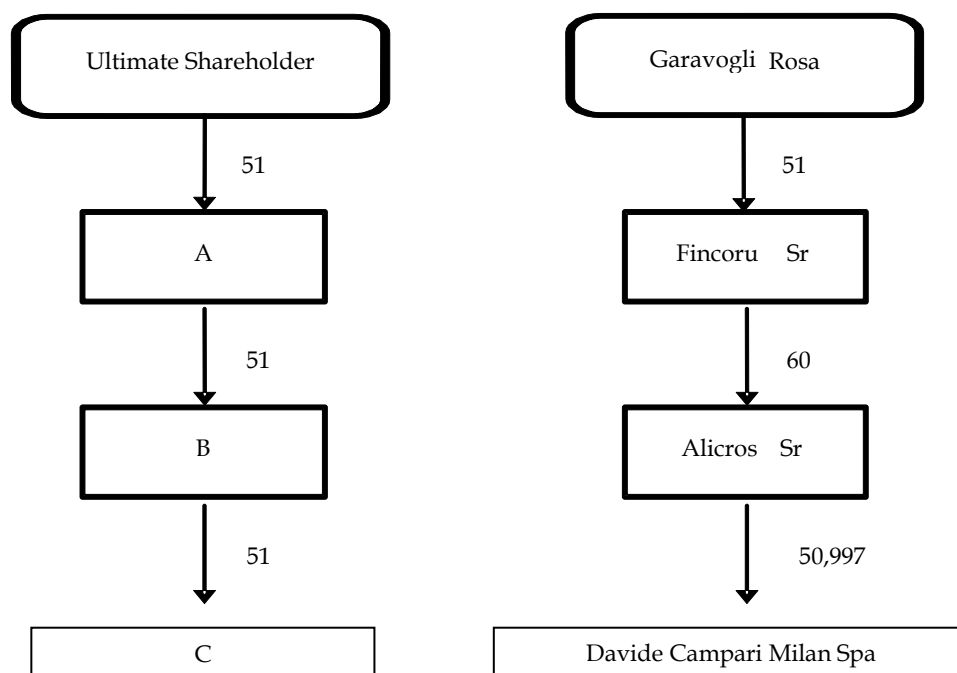 Ultimate Shareholder
51
A
51
B
51
C
Garavogli Rosa
51
Fincoru Sr
60
Alicros Sr
50,997
Davide Campari Milan Spa